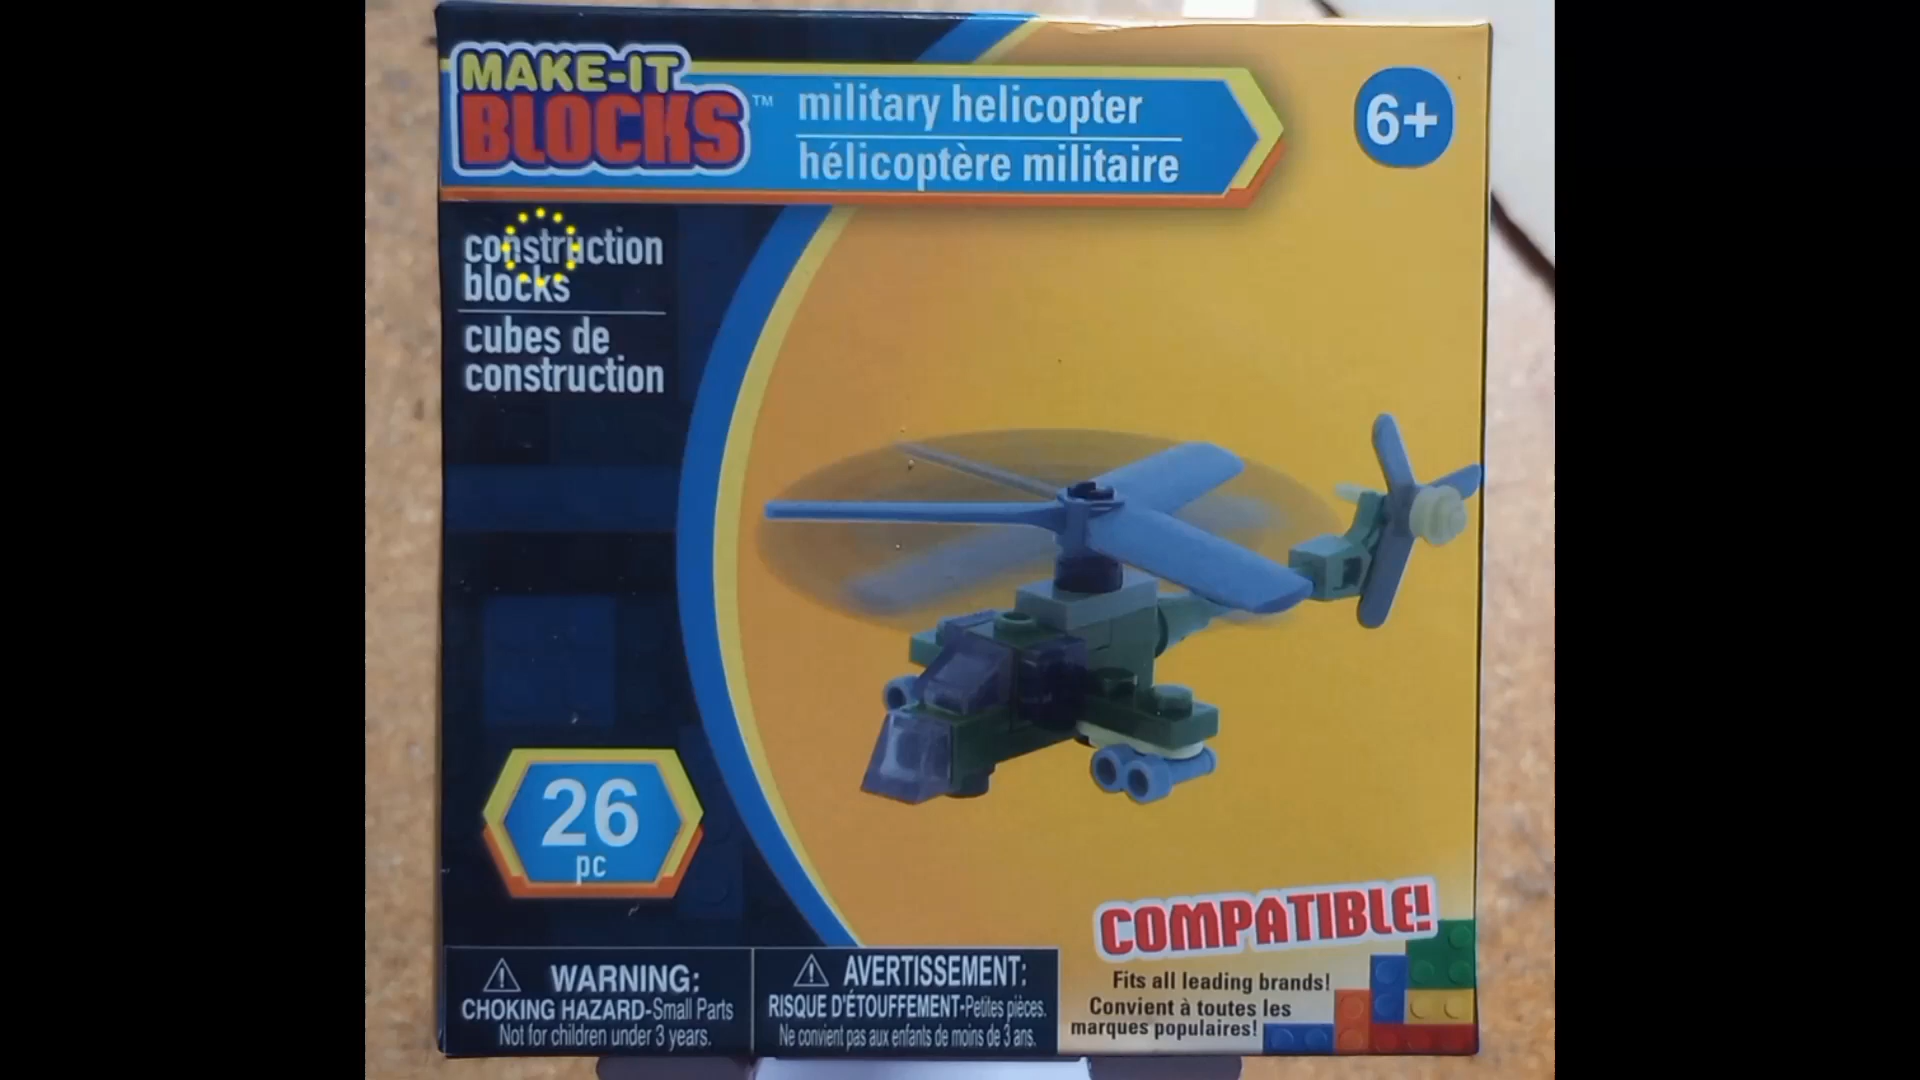 MAKE-IT
BLOCKS™
military helicopter
hélicoptère militaire
6+
construction
blocks
cubes de
construction
26
pc
WARNING:
CHOKING HAZARD-Small Parts
Not for children under 3 years.
AVERTISSEMENT:
RISQUE D'ÉTOUFFEMENT-Petites pièces.
Ne convient pas aux enfants de moins de 3 ans.
COMPATIBLE!
Fits all leading brands!
Convient à toutes les
marques populaires!